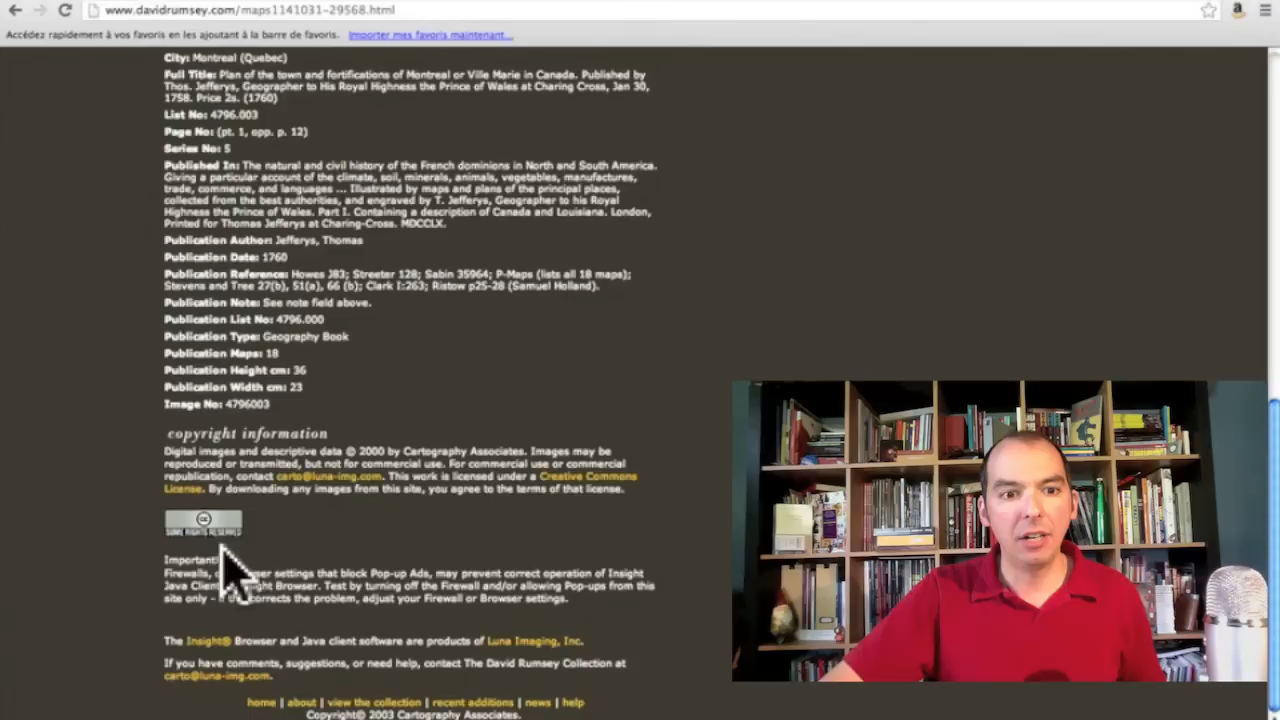 www.davidrumsey.com/maps1141031-29568.html
Accédez rapidement à vos favoris en les ajoutant à la barre de favoris. Importer mes favoris maintenant...
City: Montreal (Quebec)
Full Title: Plan of the town and fortifications of Montreal or Ville Marie in Canada. Published by
Thos. Jefferys, Geographer to His Royal Highness the Prince of Wales at Charing Cross, Jan 30,
1758. Price 2s. (1760)
List No: 4796.003
Page No: (pt. 1, opp. p. 12)
Series No: 5
Published In: The natural and civil history of the French dominions in North and South America.
Giving a particular account of the climate, soil, minerals, animals, vegetables, manufactures,
trade, commerce, and languages ... Illustrated by maps and plans of the principal places,
collected from the best authorities, and engraved by T. Jefferys, Geographer to his Royal
Highness the Prince of Wales. Part I. Containing a description of Canada and Louisiana. London,
Printed for Thomas Jefferys at Charing-Cross. MDCCLX.
Publication Author: Jefferys, Thomas
Publication Date: 1760
Publication Reference: Howes J83; Streeter 128; Sabin 35964; P-Maps (lists all 18 maps);
Stevens and Tree 27(b), 51(a), 66 (b); Clark I:263; Ristow p25-28 (Samuel Holland).
Publication Note: See note field above.
Publication List No: 4796.000
Publication Type: Geography Book
Publication Maps: 18
Publication Height cm: 36
Publication Width cm: 23
Image No: 4796003
copyright information
Digital images and descriptive data © 2000 by Cartography Associates. Images may be
reproduced or transmitted, but not for commercial use. For commercial use or commercial
republication, contact carto@luna-img.com. This work is licensed under a Creative Commons
License. By downloading any images from this site, you agree to the terms of that license.
cc
SOME RIGHTS RESERVED
Important!
Firewalls, browser settings that block Pop-up Ads, may prevent correct operation of Insight
Java Client Insight Browser. Test by turning off the Firewall and/or allowing Pop-ups from this
site only - if corrects the problem, adjust your Firewall or Browser settings.
The Insight® Browser and Java client software are products of Luna Imaging, Inc.
If you have comments, suggestions, or need help, contact The David Rumsey Collection at
carto@luna-img.com.
home | about | view the collection | recent additions | news | help
Copyright© 2003 Cartography Associates.